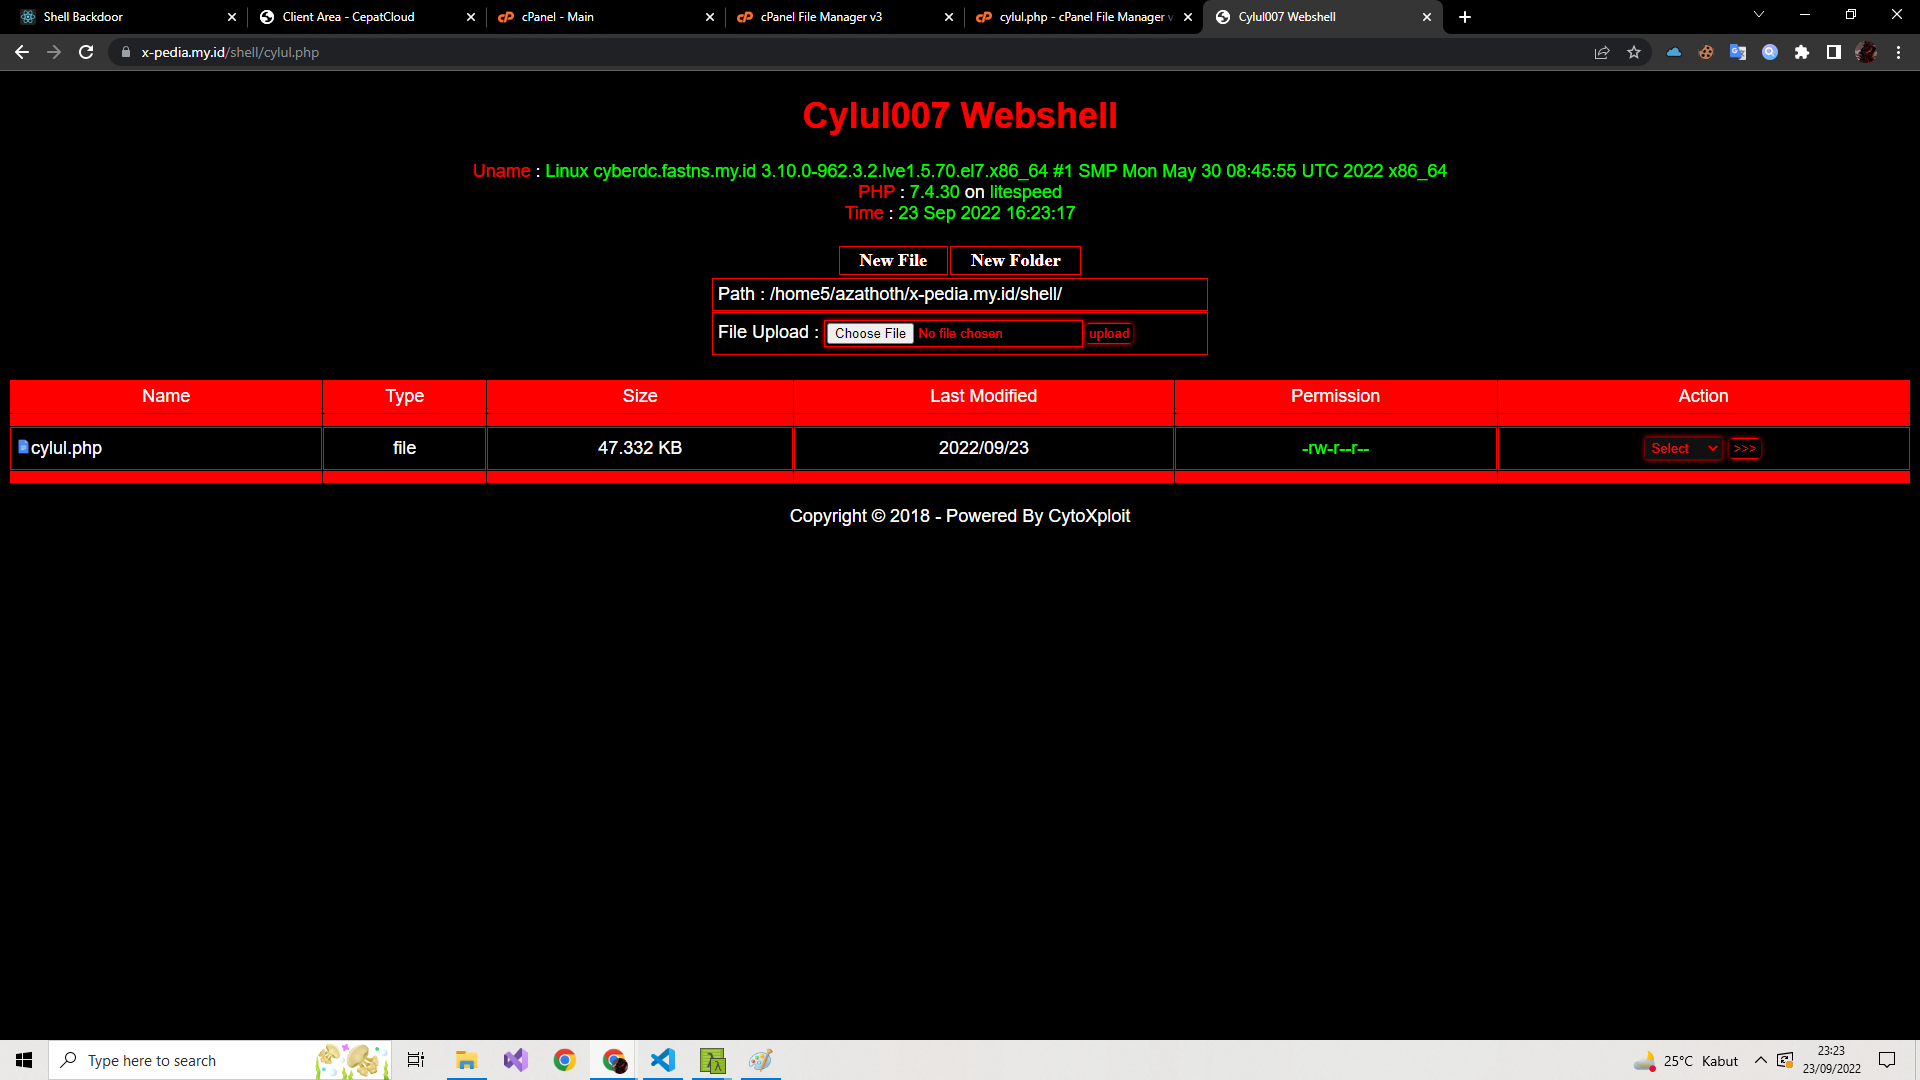 Shell Backdoor
Client Area - CepatCloud
cPanel - Main
cPanel File Manager v3
cylul.php - cPanel File Manager v
Cylul007 Webshell
x-pedia.my.id/shell/cylul.php
Cylul007 Webshell
Uname : Linux cyberdc.fastns.my.id 3.10.0-962.3.2.lve1.5.70.el7.x86_64 #1 SMP Mon May 30 08:45:55 UTC 2022 x86_64
PHP : 7.4.30 on litespeed
Time : 23 Sep 2022 16:23:17
New File New Folder
Path : /home5/azathoth/x-pedia.my.id/shell/
File Upload : Choose File No file chosen upload
Name Type Size Last Modified Permission Action
cylul.php file 47.332 KB 2022/09/23 -rw-r--r-- Select >>>
Copyright © 2018 - Powered By CytoXploit
Type here to search
25°C Kabut
23:23
23/09/2022